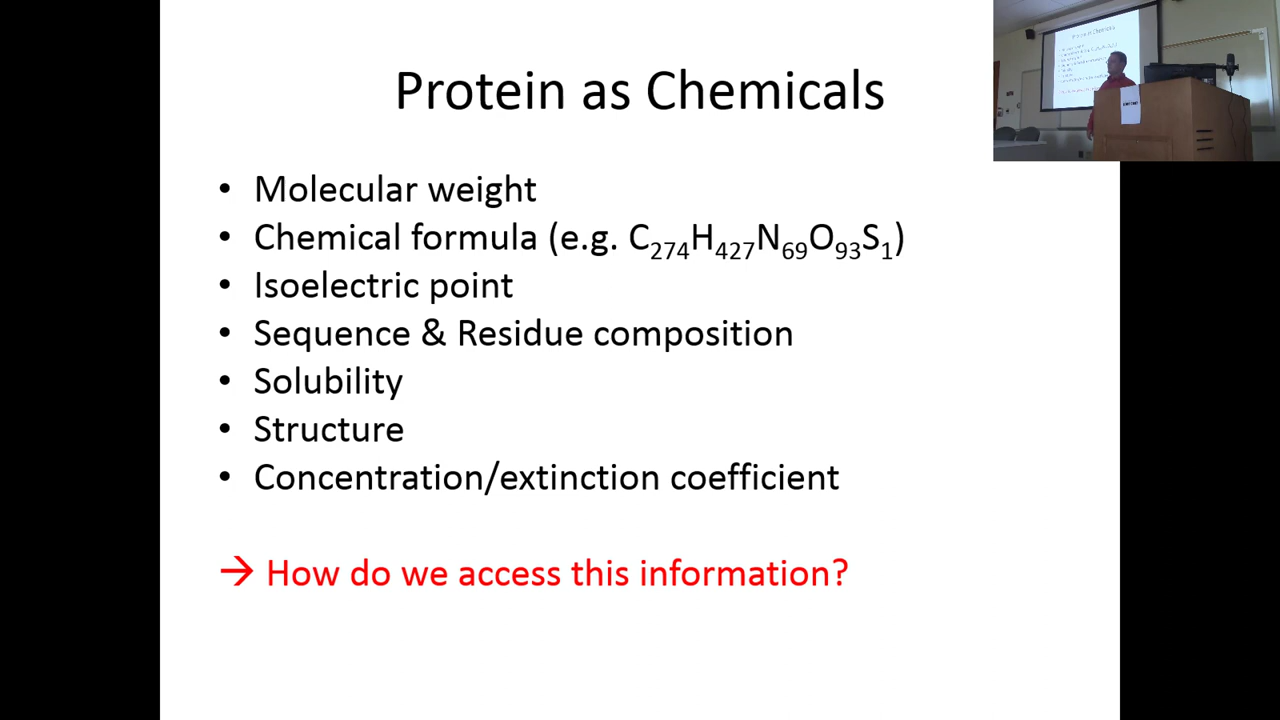 Protein as Chemicals
• Molecular weight
• Chemical formula (e.g. C₂₇₄H₄₂₇N₆₉O₉₃S₁)
• Isoelectric point
• Sequence & Residue composition
• Solubility
• Structure
• Concentration/extinction coefficient
→ How do we access this information?